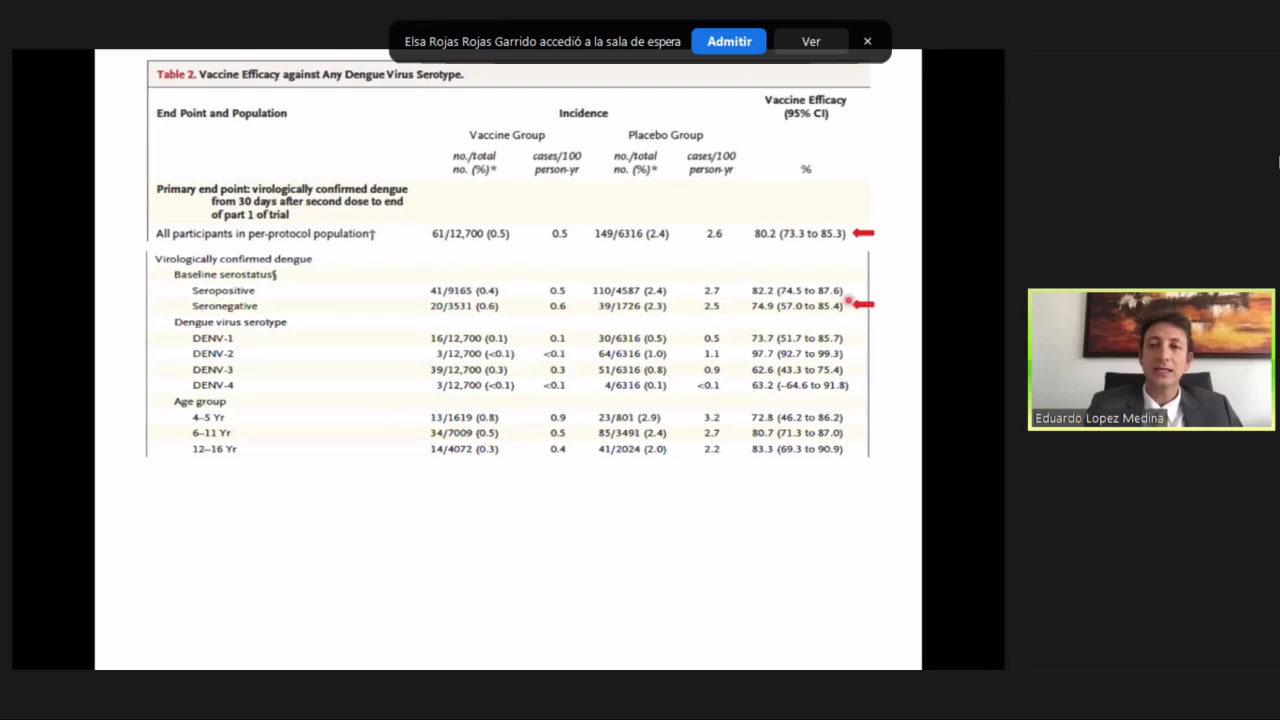 Elsa Rojas Rojas Garrido accedió a la sala de espera Admitir Ver ×
Table 2. Vaccine Efficacy against Any Dengue Virus Serotype.
End Point and Population Incidence Vaccine Efficacy (95% CI)
Vaccine Group Placebo Group
no./total no. (%)* cases/100 person-yr no./total no. (%)* cases/100 person-yr %
Primary end point: virologically confirmed dengue
from 30 days after second dose to end
of part 1 of trial
All participants in per-protocol population† 61/12,700 (0.5) 0.5 149/6316 (2.4) 2.6 80.2 (73.3 to 85.3)
Virologically confirmed dengue
Baseline serostatus§
Seropositive 41/9165 (0.4) 0.5 110/4587 (2.4) 2.7 82.2 (74.5 to 87.6)
Seronegative 20/3531 (0.6) 0.6 39/1726 (2.3) 2.5 74.9 (57.0 to 85.4)
Dengue virus serotype
DENV-1 16/12,700 (0.1) 0.1 30/6316 (0.5) 0.5 73.7 (51.7 to 85.7)
DENV-2 3/12,700 (<0.1) <0.1 64/6316 (1.0) 1.1 97.7 (92.7 to 99.3)
DENV-3 39/12,700 (0.3) 0.3 51/6316 (0.8) 0.9 62.6 (43.3 to 75.4)
DENV-4 3/12,700 (<0.1) <0.1 4/6316 (0.1) <0.1 63.2 (−64.6 to 91.8)
Age group
4–5 Yr 13/1619 (0.8) 0.9 23/801 (2.9) 3.2 72.8 (46.2 to 86.2)
6–11 Yr 34/7009 (0.5) 0.5 85/3491 (2.4) 2.7 80.7 (71.3 to 87.0)
12–16 Yr 14/4072 (0.3) 0.4 41/2024 (2.0) 2.2 83.3 (69.3 to 90.9)
Eduardo Lopez Medina